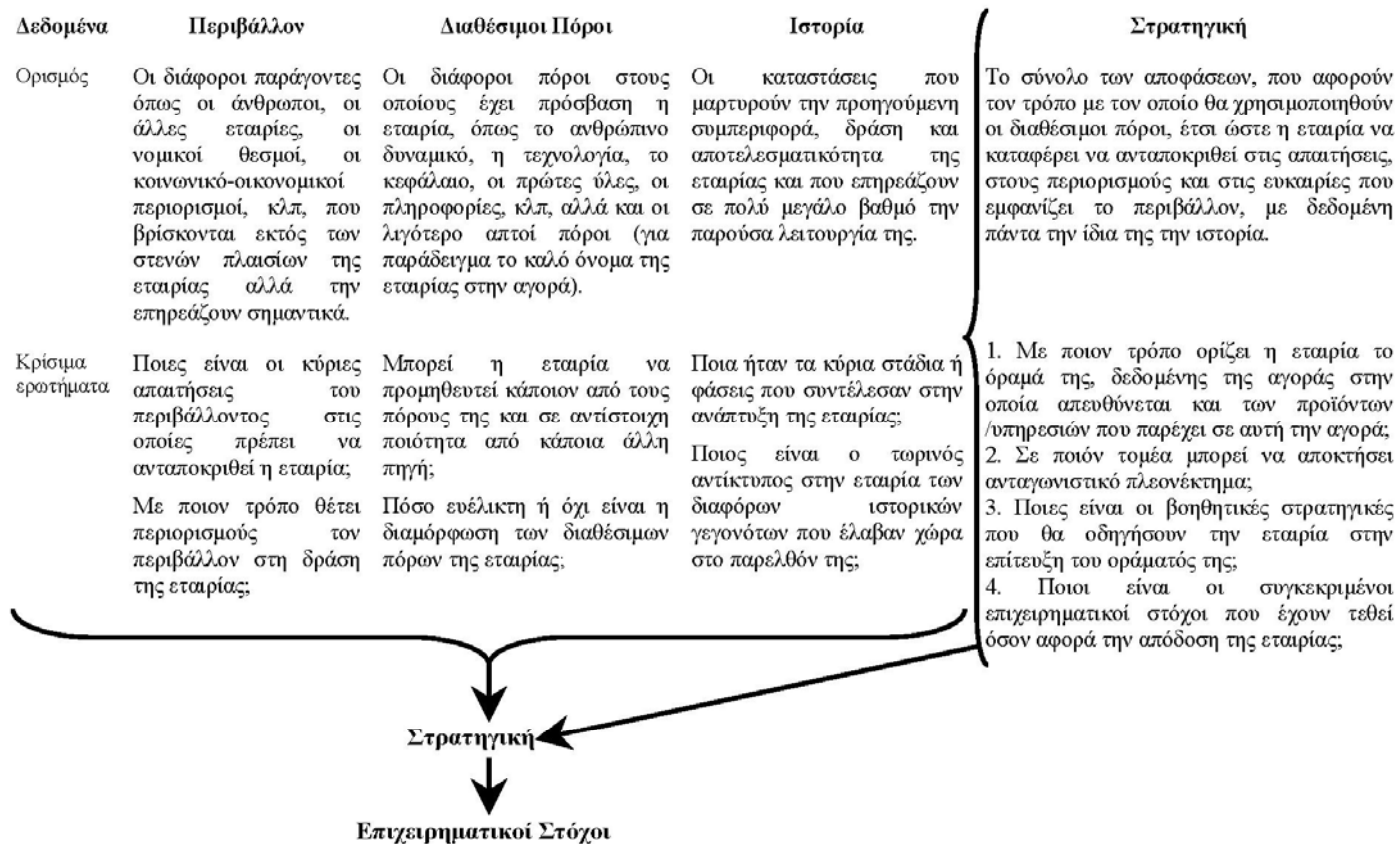 Δεδομένα
Περιβάλλον
Διαθέσιμοι Πόροι
Ιστορία
Στρατηγική
Ορισμός
Οι διάφοροι παράγοντες
όπως οι άνθρωποι, οι
άλλες εταιρίες, οι
νομικοί θεσμοί, οι
κοινωνικό-οικονομικοί
περιορισμοί, κλπ, που
βρίσκονται εκτός των
στενών πλαισίων της
εταιρίας αλλά την
επηρεάζουν σημαντικά.
Οι διάφοροι πόροι στους
οποίους έχει πρόσβαση η
εταιρία, όπως το ανθρώπινο
δυναμικό, η τεχνολογία, το
κεφάλαιο, οι πρώτες ύλες, οι
πληροφορίες, κλπ, αλλά και οι
λιγότερο απτοί πόροι (για
παράδειγμα το καλό όνομα της
εταιρίας στην αγορά).
Οι καταστάσεις που
μαρτυρούν την προηγούμενη
συμπεριφορά, δράση και
αποτελεσματικότητα της
εταιρίας και που επηρεάζουν
σε πολύ μεγάλο βαθμό την
παρούσα λειτουργία της.
Το σύνολο των αποφάσεων, που αφορούν
τον τρόπο με τον οποίο θα χρησιμοποιηθούν
οι διαθέσιμοι πόροι, έτσι ώστε η εταιρία να
καταφέρει να ανταποκριθεί στις απαιτήσεις,
στους περιορισμούς και στις ευκαιρίες που
εμφανίζει το περιβάλλον, με δεδομένη
πάντα την ίδια της την ιστορία.
Κρίσιμα
ερωτήματα
Ποιες είναι οι κύριες
απαιτήσεις του
περιβάλλοντος στις
οποίες πρέπει να
ανταποκριθεί η εταιρία;
Με ποιον τρόπο θέτει
περιορισμούς τον
περιβάλλον στη δράση
της εταιρίας;
Μπορεί η εταιρία να
προμηθευτεί κάποιον από τους
πόρους της και σε αντίστοιχη
ποιότητα από κάποια άλλη
πηγή;
Πόσο ευέλικτη ή όχι είναι η
διαμόρφωση των διαθέσιμων
πόρων της εταιρίας;
Ποια ήταν τα κύρια στάδια ή
φάσεις που συντέλεσαν στην
ανάπτυξη της εταιρίας;
Ποιος είναι ο τωρινός
αντίκτυπος στην εταιρία των
διαφόρων ιστορικών
γεγονότων που έλαβαν χώρα
στο παρελθόν της;
1. Με ποιον τρόπο ορίζει η εταιρία το
όραμά της, δεδομένης της αγοράς στην
οποία απευθύνεται και των προϊόντων
/υπηρεσιών που παρέχει σε αυτή την αγορά;
2. Σε ποιόν τομέα μπορεί να αποκτήσει
ανταγωνιστικό πλεονέκτημα;
3. Ποιες είναι οι βοηθητικές στρατηγικές
που θα οδηγήσουν την εταιρία στην
επίτευξη του οράματός της;
4. Ποιοι είναι οι συγκεκριμένοι
επιχειρηματικοί στόχοι που έχουν τεθεί
όσον αφορά την απόδοση της εταιρίας;
Στρατηγική
Επιχειρηματικοί Στόχοι